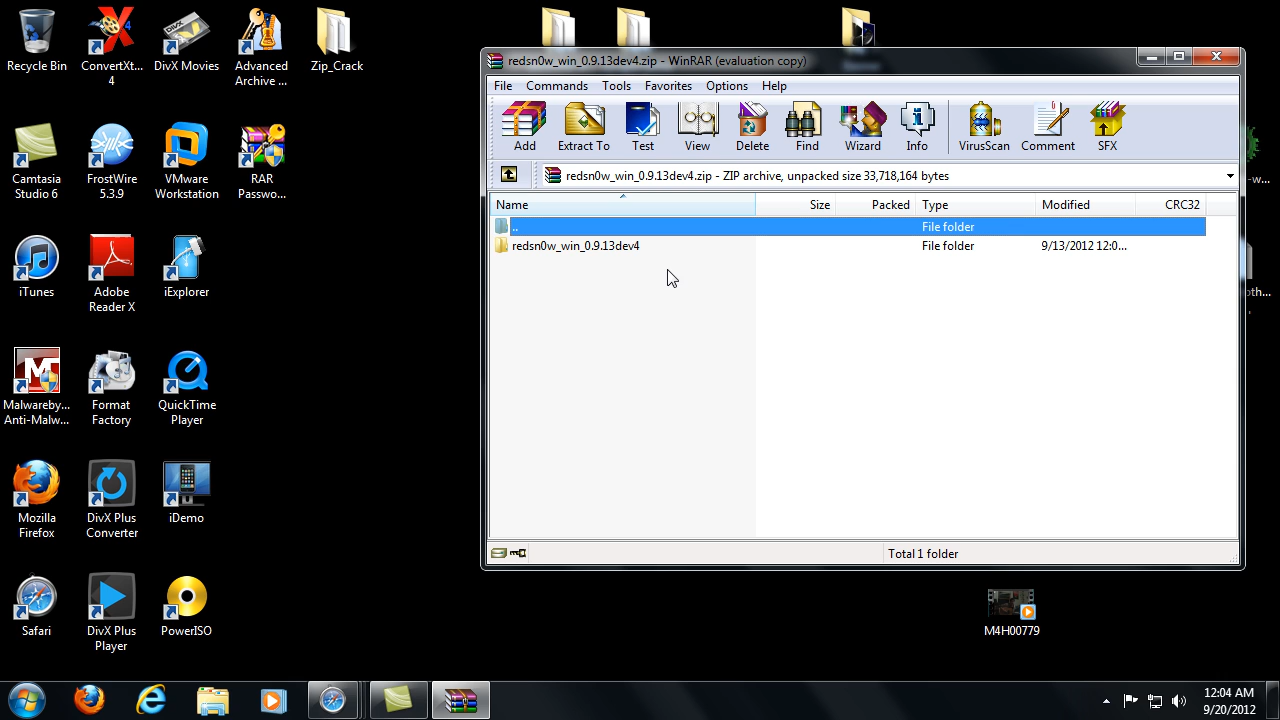 Recycle Bin
ConvertXt...
4
DivX Movies
Advanced
Archive ...
Zip_Crack
Camtasia
Studio 6
FrostWire
5.3.9
VMware
Workstation
RAR
Passwo...
iTunes
Adobe
Reader X
iExplorer
Malwareby...
Anti-Malw...
Format
Factory
QuickTime
Player
Mozilla
Firefox
DivX Plus
Converter
iDemo
Safari
DivX Plus
Player
PowerISO
redsn0w_win_0.9.13dev4.zip - WinRAR (evaluation copy)
File Commands Tools Favorites Options Help
Add Extract To Test View Delete Find Wizard Info VirusScan Comment SFX
redsn0w_win_0.9.13dev4.zip - ZIP archive, unpacked size 33,718,164 bytes
Name Size Packed Type Modified CRC32
.. File folder
redsn0w_win_0.9.13dev4 File folder 9/13/2012 12:0...
Total 1 folder
M4H00779
12:04 AM
9/20/2012